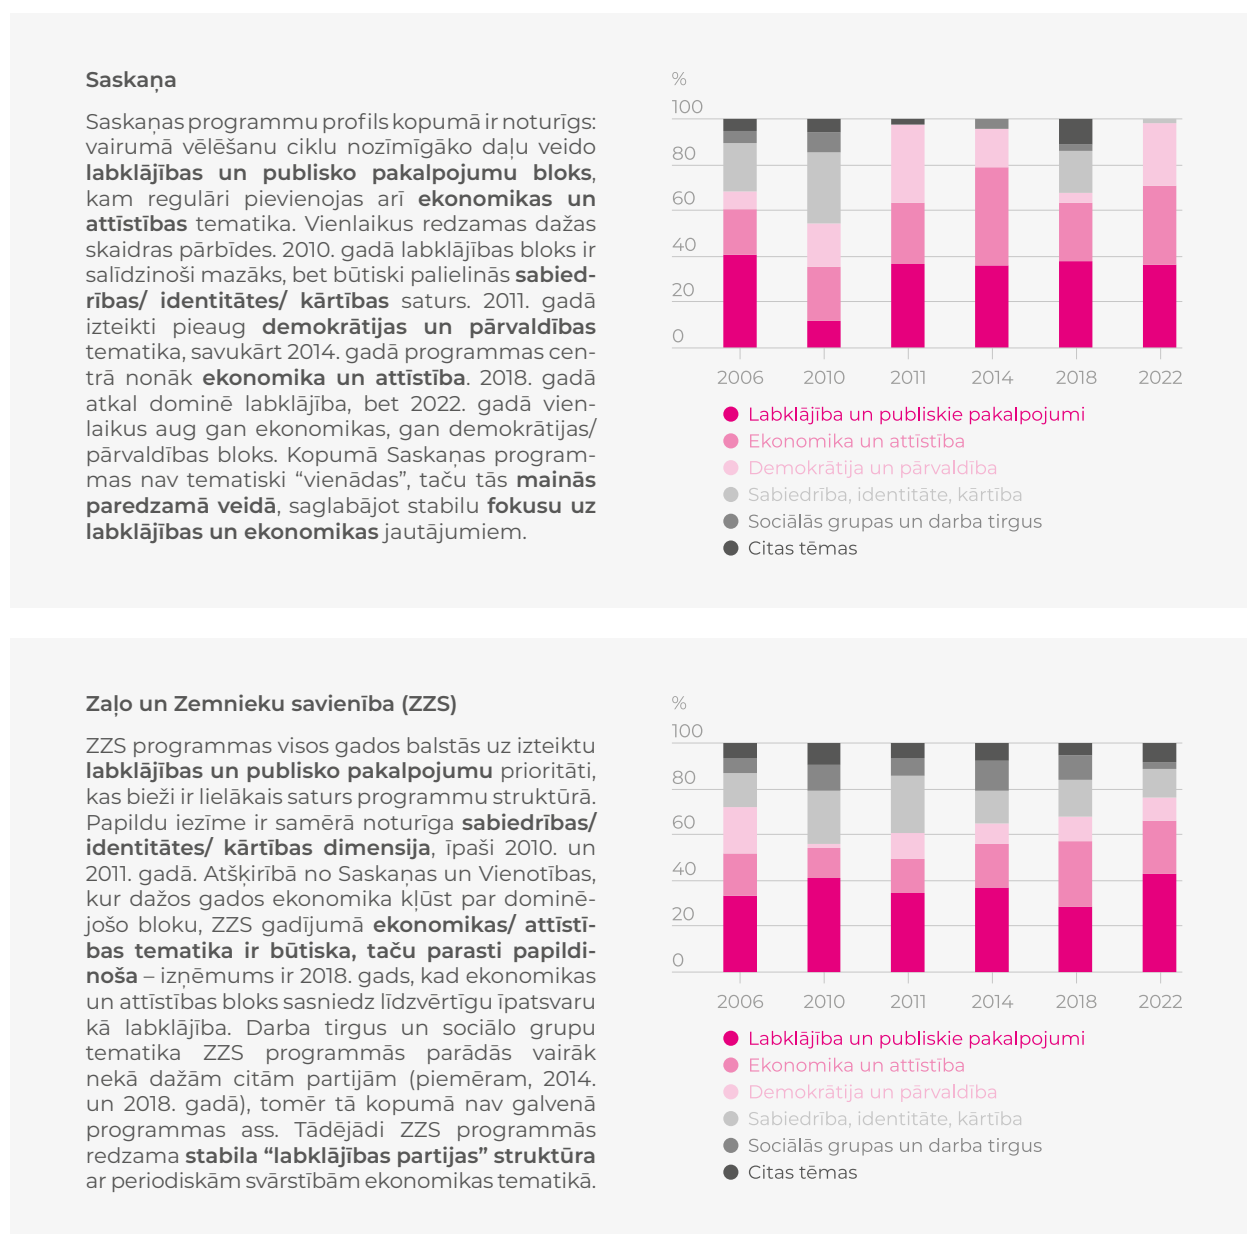 Saskaņa
Saskaņas programmu profils kopumā ir noturīgs:
vairumā vēlēšanu ciklu nozīmīgāko daļu veido
labklājības un publisko pakalpojumu bloks,
kam regulāri pievienojas arī ekonomikas un
attīstības tematika. Vienlaikus redzamas dažas
skaidras pārbīdes. 2010. gadā labklājības bloks ir
salīdzinoši mazāks, bet būtiski palielinās sabied-
rības/ identitātes/ kārtības saturs. 2011. gadā
izteikti pieaug demokrātijas un pārvaldības
tematika, savukārt 2014. gadā programmas cen-
trā nonāk ekonomika un attīstība. 2018. gadā
atkal dominē labklājība, bet 2022. gadā vien-
laikus aug gan ekonomikas, gan demokrātijas/
pārvaldības bloks. Kopumā Saskaņas program-
mas nav tematiski “vienādas”, taču tās mainās
paredzamā veidā, saglabājot stabilu fokusu uz
labklājības un ekonomikas jautājumiem.
%
100
80
60
40
20
0
2006 2010 2011 2014 2018 2022
Labklājība un publiskie pakalpojumi
Ekonomika un attīstība
Demokrātija un pārvaldība
Sabiedrība, identitāte, kārtība
Sociālās grupas un darba tirgus
Citas tēmas
Zaļo un Zemnieku savienība (ZZS)
ZZS programmas visos gados balstās uz izteiktu
labklājības un publisko pakalpojumu prioritāti,
kas bieži ir lielākais saturs programmu struktūrā.
Papildu iezīme ir samērā noturīga sabiedrības/
identitātes/ kārtības dimensija, īpaši 2010. un
2011. gadā. Atšķirībā no Saskaņas un Vienotības,
kur dažos gados ekonomika kļūst par dominē-
jošo bloku, ZZS gadījumā ekonomikas/ attīstī-
bas tematika ir būtiska, taču parasti papildi-
noša – izņēmums ir 2018. gads, kad ekonomikas
un attīstības bloks sasniedz līdzvērtīgu īpatsvaru
kā labklājība. Darba tirgus un sociālo grupu
tematika ZZS programmās parādās vairāk
nekā dažām citām partijām (piemēram, 2014.
un 2018. gadā), tomēr tā kopumā nav galvenā
programmas ass. Tādējādi ZZS programmās
redzama stabila “labklājības partijas” struktūra
ar periodiskām svārstībām ekonomikas tematikā.
%
100
80
60
40
20
0
2006 2010 2011 2014 2018 2022
Labklājība un publiskie pakalpojumi
Ekonomika un attīstība
Demokrātija un pārvaldība
Sabiedrība, identitāte, kārtība
Sociālās grupas un darba tirgus
Citas tēmas